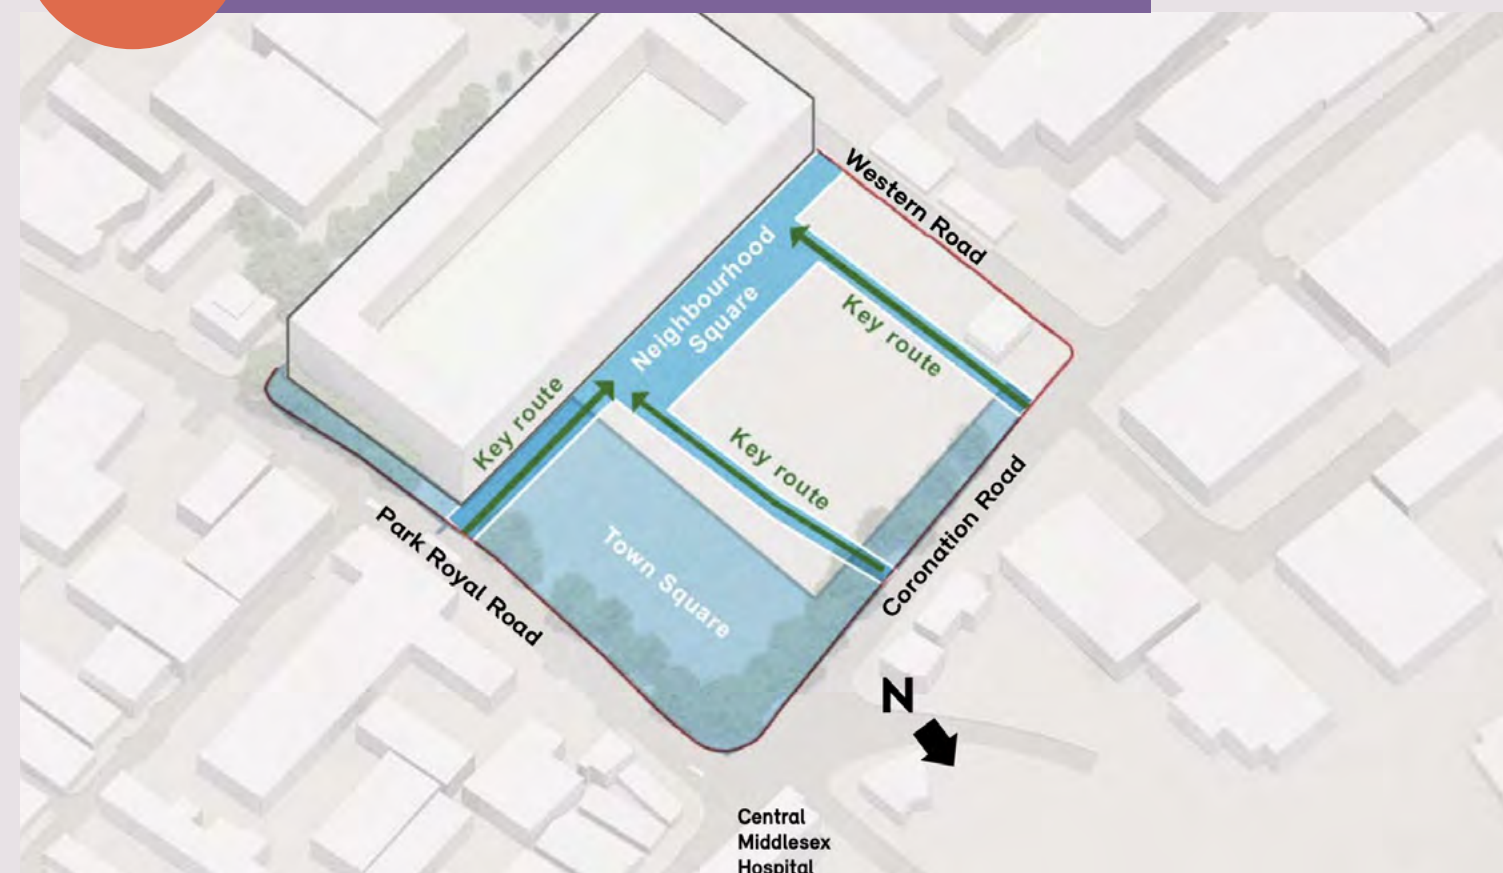 Western Road
Neighbourhood
Square
Key route
Key route
Key route
Town Square
Park Royal Road
Coronation Road
N
Central
Middlesex
Hospital